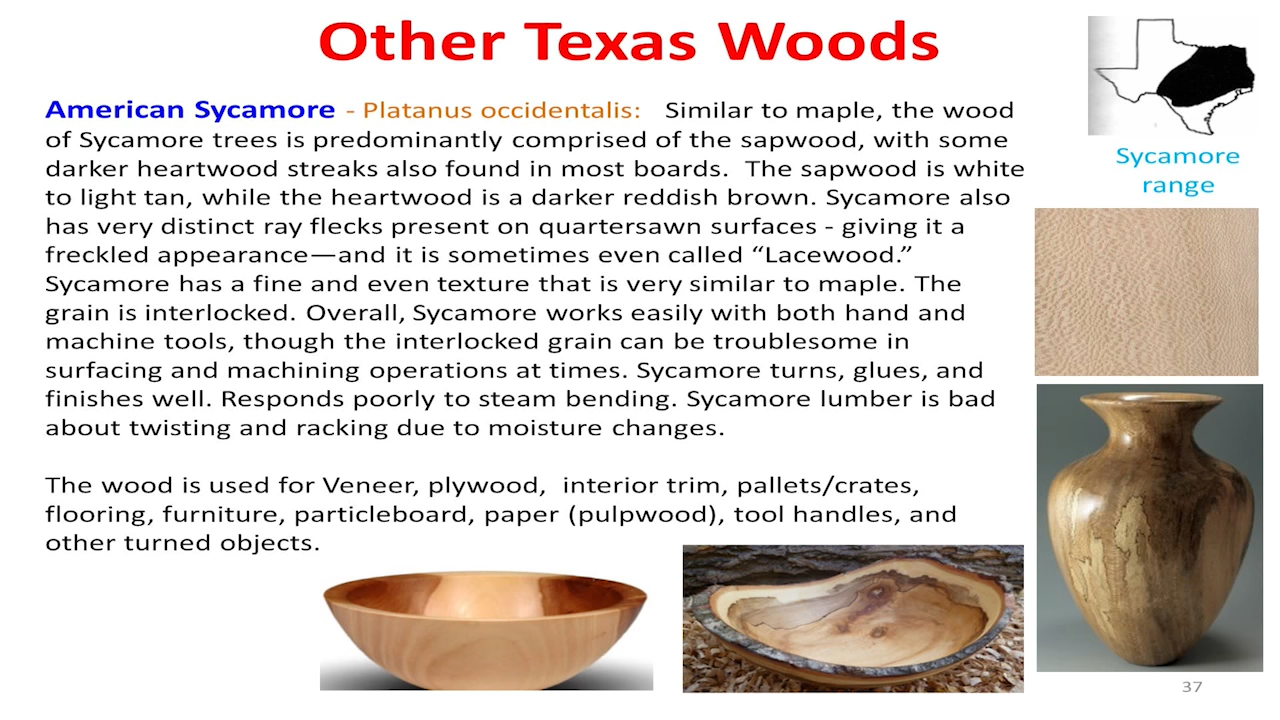 Other Texas Woods
American Sycamore - Platanus occidentalis:   Similar to maple, the wood
of Sycamore trees is predominantly comprised of the sapwood, with some
darker heartwood streaks also found in most boards.  The sapwood is white
to light tan, while the heartwood is a darker reddish brown. Sycamore also
has very distinct ray flecks present on quartersawn surfaces - giving it a
freckled appearance—and it is sometimes even called “Lacewood.”
Sycamore has a fine and even texture that is very similar to maple. The
grain is interlocked. Overall, Sycamore works easily with both hand and
machine tools, though the interlocked grain can be troublesome in
surfacing and machining operations at times. Sycamore turns, glues, and
finishes well. Responds poorly to steam bending. Sycamore lumber is bad
about twisting and racking due to moisture changes.
The wood is used for Veneer, plywood,  interior trim, pallets/crates,
flooring, furniture, particleboard, paper (pulpwood), tool handles, and
other turned objects.
Sycamore
range
37